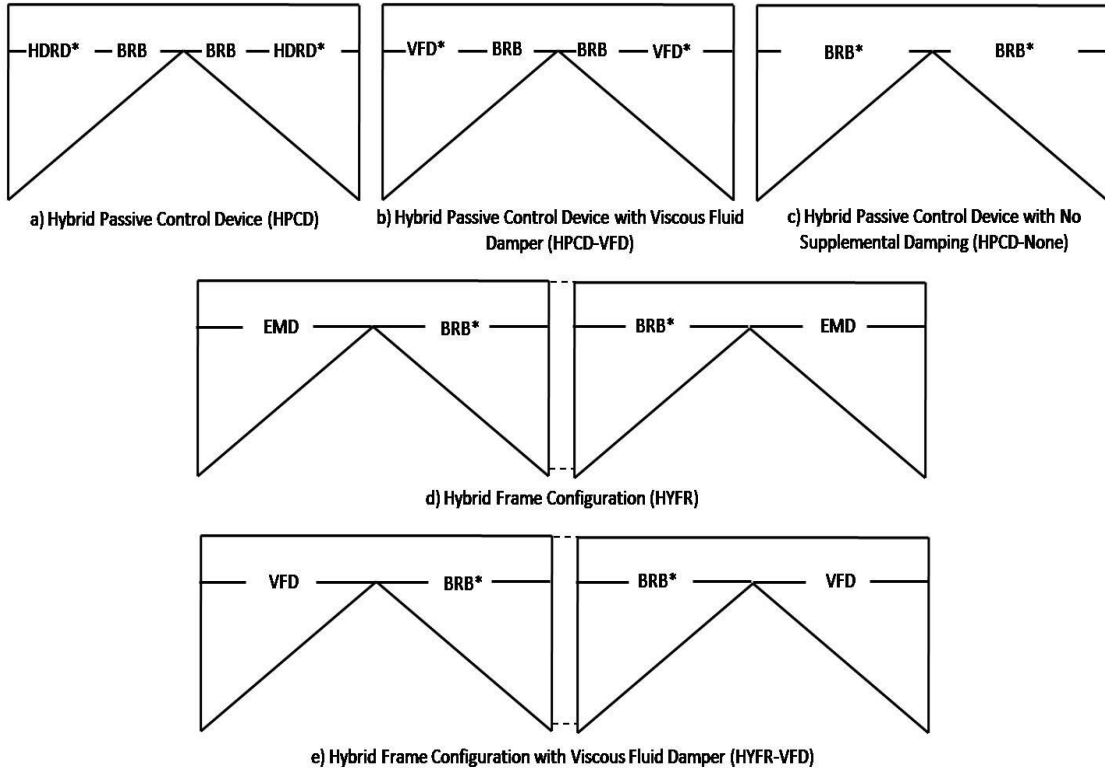 HDRD* BRB BRB HDRD*
a) Hybrid Passive Control Device (HPCD)
VFD* BRB BRB VFD*
b) Hybrid Passive Control Device with Viscous Fluid
Damper (HPCD-VFD)
BRB* BRB*
c) Hybrid Passive Control Device with No
Supplemental Damping (HPCD-None)
EMD BRB* BRB* EMD
d) Hybrid Frame Configuration (HYFR)
VFD BRB* BRB* VFD
e) Hybrid Frame Configuration with Viscous Fluid Damper (HYFR-VFD)